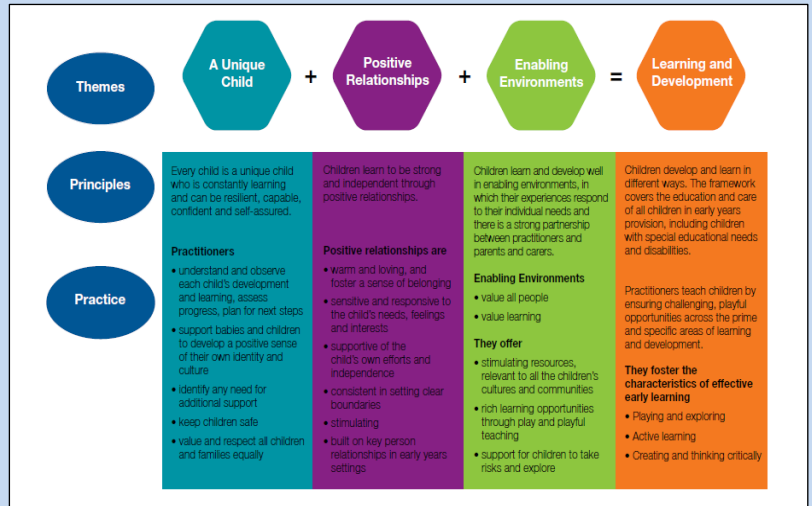 Themes
A Unique
Child
+
Positive
Relationships
+
Enabling
Environments
=
Learning and
Development
Principles
Every child is a unique child
who is constantly learning
and can be resilient, capable,
confident and self-assured.
Children learn to be strong
and independent through
positive relationships.
Children learn and develop well
in enabling environments, in
which their experiences respond
to their individual needs and
there is a strong partnership
between practitioners and
parents and carers.
Children develop and learn in
different ways. The framework
covers the education and care
of all children in early years
provision, including children
with special educational needs
and disabilities.
Practice
Practitioners
• understand and observe
each child's development
and learning, assess
progress, plan for next steps
• support babies and children
to develop a positive sense
of their own identity and
culture
• identify any need for
additional support
• keep children safe
• value and respect all children
and families equally
Positive relationships are
• warm and loving, and
foster a sense of belonging
• sensitive and responsive to
the child's needs, feelings
and interests
• supportive of the
child's own efforts and
independence
• consistent in setting clear
boundaries
• stimulating
• built on key person
relationships in early years
settings
Enabling Environments
• value all people
• value learning
They offer
• stimulating resources,
relevant to all the children's
cultures and communities
• rich learning opportunities
through play and playful
teaching
• support for children to take
risks and explore
Practitioners teach children by
ensuring challenging, playful
opportunities across the prime
and specific areas of learning
and development.
They foster the
characteristics of effective
early learning
• Playing and exploring
• Active learning
• Creating and thinking critically